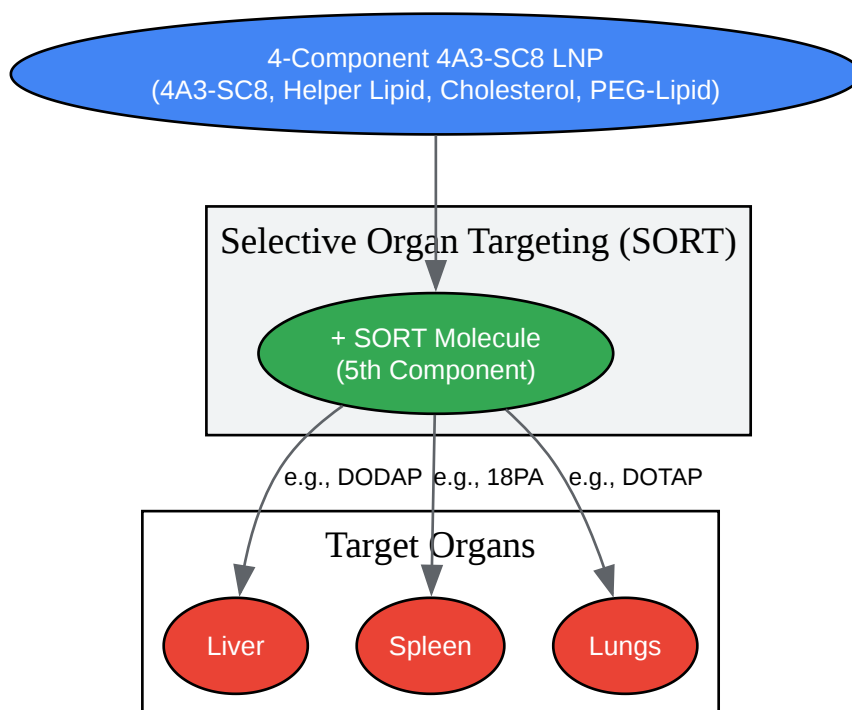 4-Component 4A3-SC8 LNP
(4A3-SC8, Helper Lipid, Cholesterol, PEG-Lipid)
Selective Organ Targeting (SORT)
+ SORT Molecule
(5th Component)
e.g., DODAP
e.g., 18PA
e.g., DOTAP
Target Organs
Liver
Spleen
Lungs